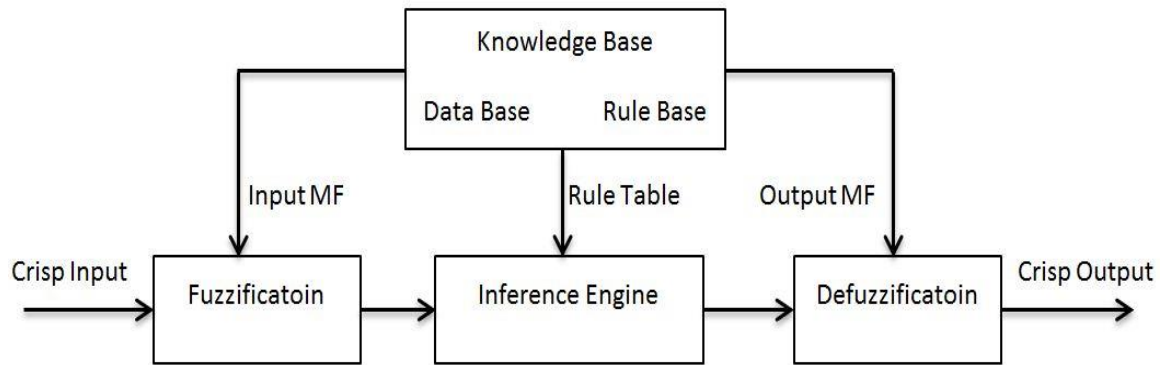 Knowledge Base
Data Base
Rule Base
Input MF
Rule Table
Output MF
Crisp Input
Fuzzificatoin
Inference Engine
Defuzzificatoin
Crisp Output